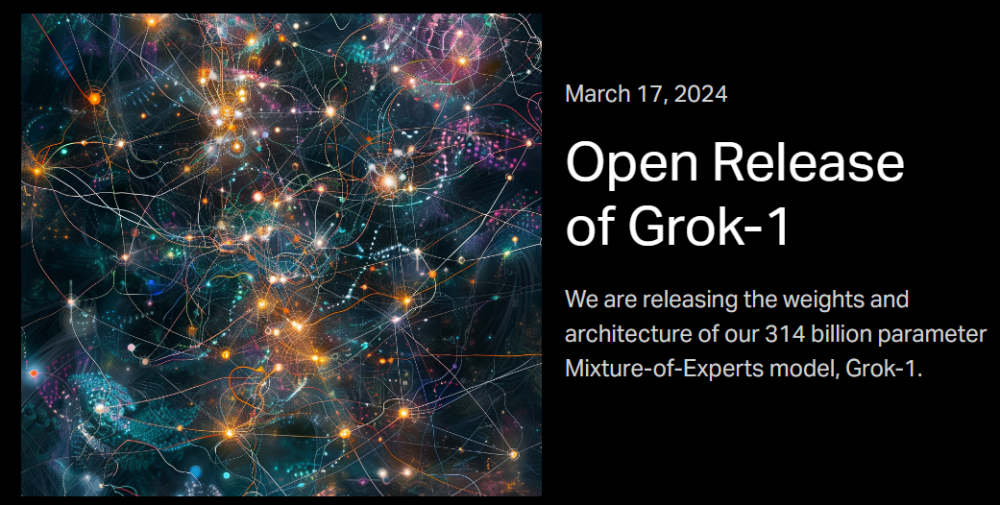 March 17, 2024
Open Release
of Grok-1
We are releasing the weights and
architecture of our 314 billion parameter
Mixture-of-Experts model, Grok-1.